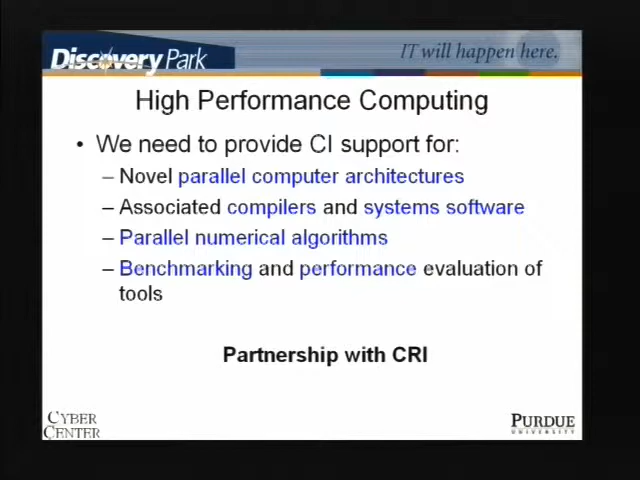 Discovery Park
IT will happen here.
High Performance Computing
• We need to provide CI support for:
– Novel parallel computer architectures
– Associated compilers and systems software
– Parallel numerical algorithms
– Benchmarking and performance evaluation of
tools
Partnership with CRI
CYBER
CENTER
PURDUE
UNIVERSITY